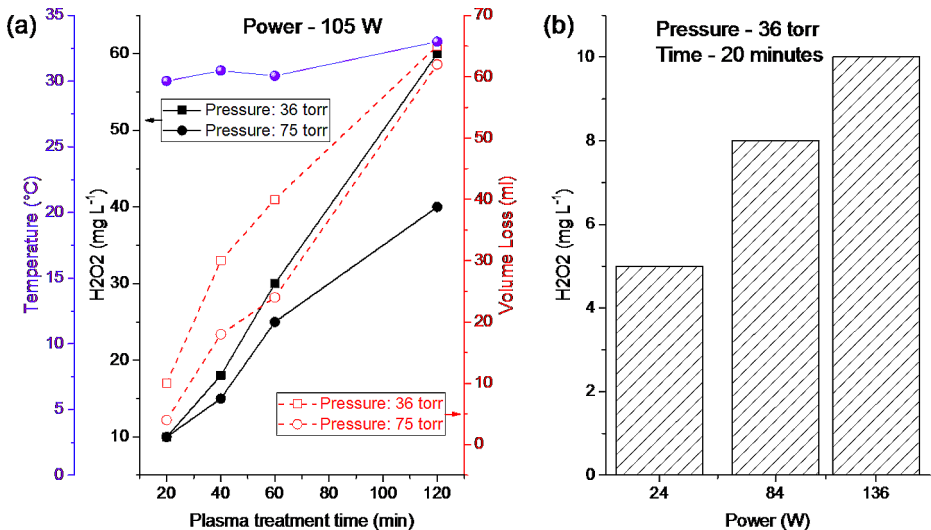 (a)
Power - 105 W
Temperature (°C)
35
30
25
20
15
10
5
0
H2O2 (mg L⁻¹)
60
50
40
30
20
10
Pressure: 36 torr
Pressure: 75 torr
Pressure: 36 torr
Pressure: 75 torr
Volume Loss (ml)
70
60
50
40
30
20
10
0
20 40 60 80 100 120
Plasma treatment time (min)
(b)
Pressure - 36 torr
Time - 20 minutes
H2O2 (mg L⁻¹)
10
8
6
4
2
0
24 84 136
Power (W)